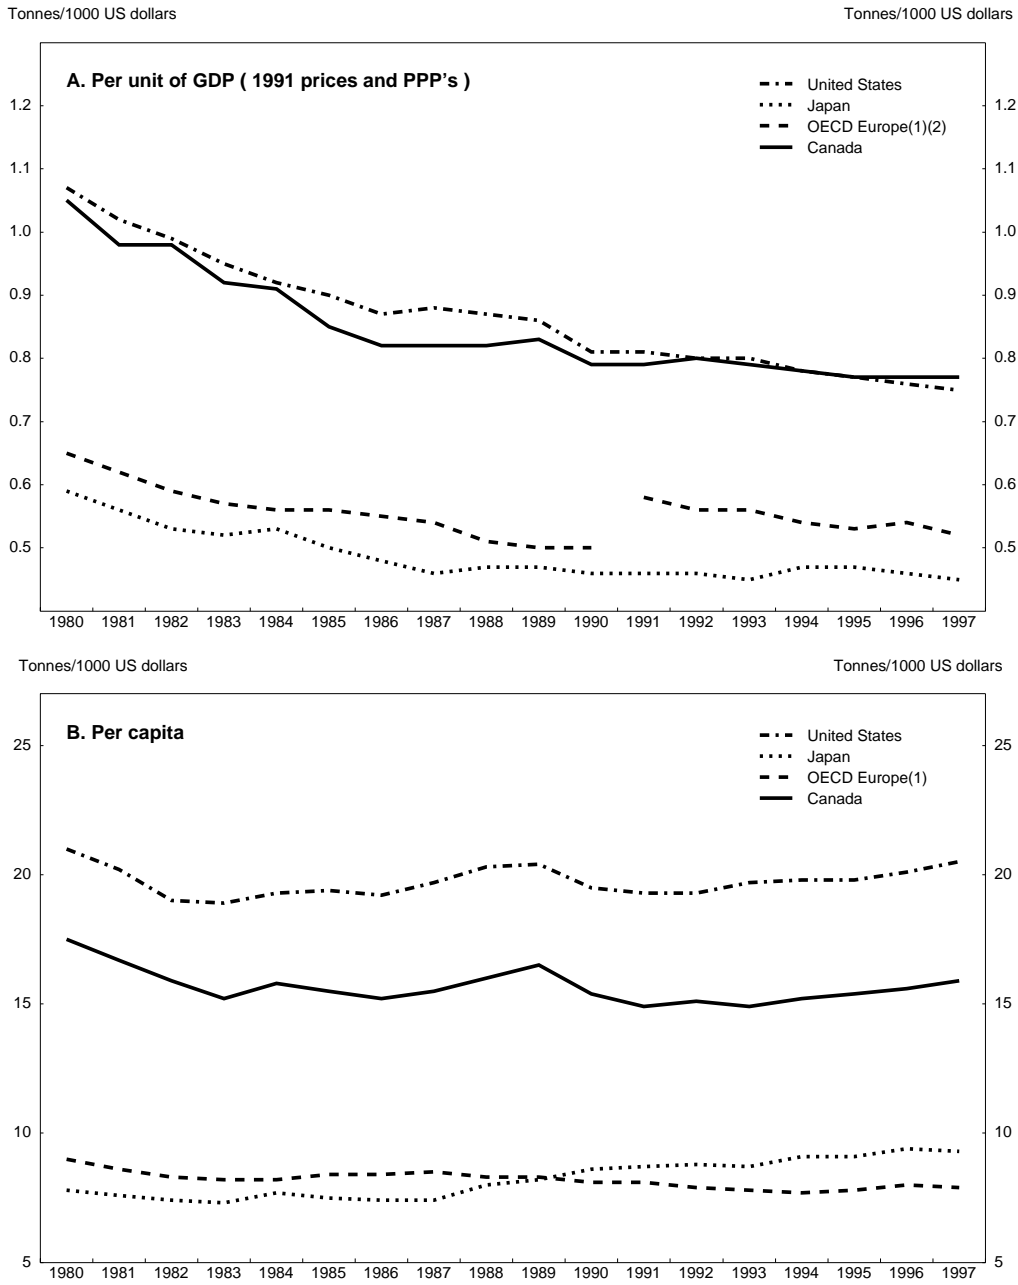 Tonnes/1000 US dollars Tonnes/1000 US dollars
A. Per unit of GDP ( 1991 prices and PPP's )
United States
Japan
OECD Europe(1)(2)
Canada
1.2 1.2
1.1 1.1
1.0 1.0
0.9 0.9
0.8 0.8
0.7 0.7
0.6 0.6
0.5 0.5
1980 1981 1982 1983 1984 1985 1986 1987 1988 1989 1990 1991 1992 1993 1994 1995 1996 1997
Tonnes/1000 US dollars Tonnes/1000 US dollars
B. Per capita
United States
Japan
OECD Europe(1)
Canada
25 25
20 20
15 15
10 10
5 5
1980 1981 1982 1983 1984 1985 1986 1987 1988 1989 1990 1991 1992 1993 1994 1995 1996 1997